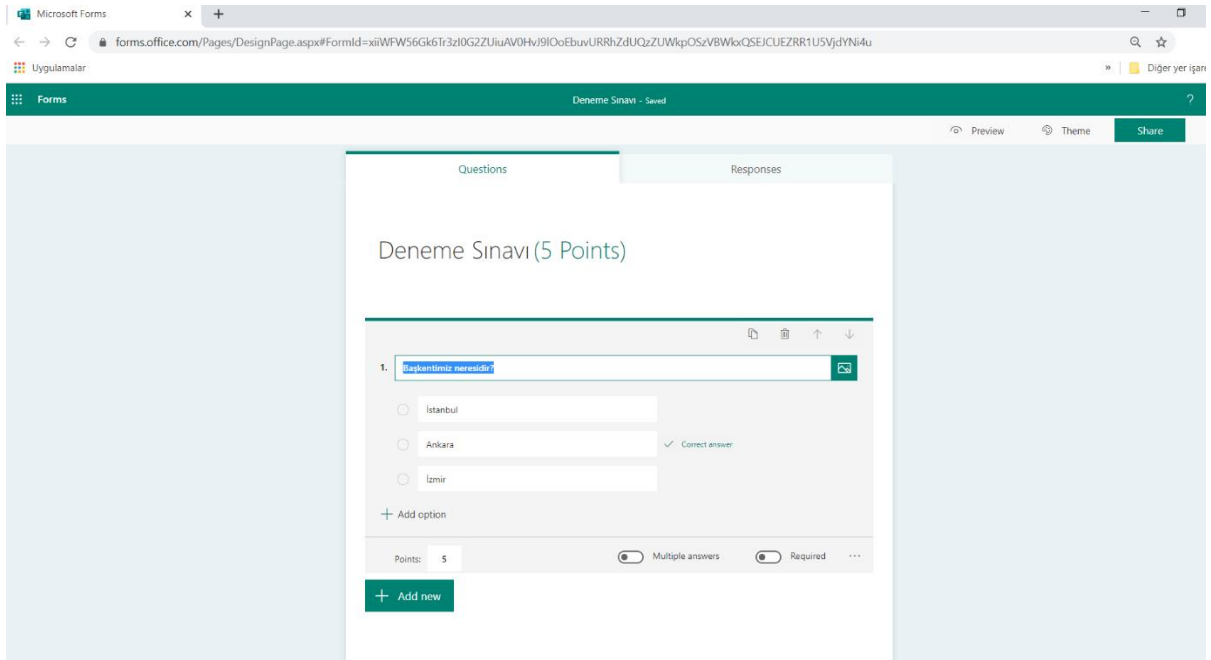 Microsoft Forms
forms.office.com/Pages/DesignPage.aspx#FormId=xiiWFW56Gk6Tr3zI0G2ZUiuAV0HvJ9lOoEbuvURRhZdUQzZUWkpOSzVBWkxQSEJCUEZRR1U5VjdYNi4u
Uygulamalar
» Diğer yer işare
Forms
Deneme Sınavı - Saved
?
Preview
Theme
Share
Questions
Responses
Deneme Sınavı (5 Points)
1. Başkentimiz neresidir?
İstanbul
Ankara
Correct answer
İzmir
+ Add option
Points: 5
Multiple answers
Required
...
+ Add new